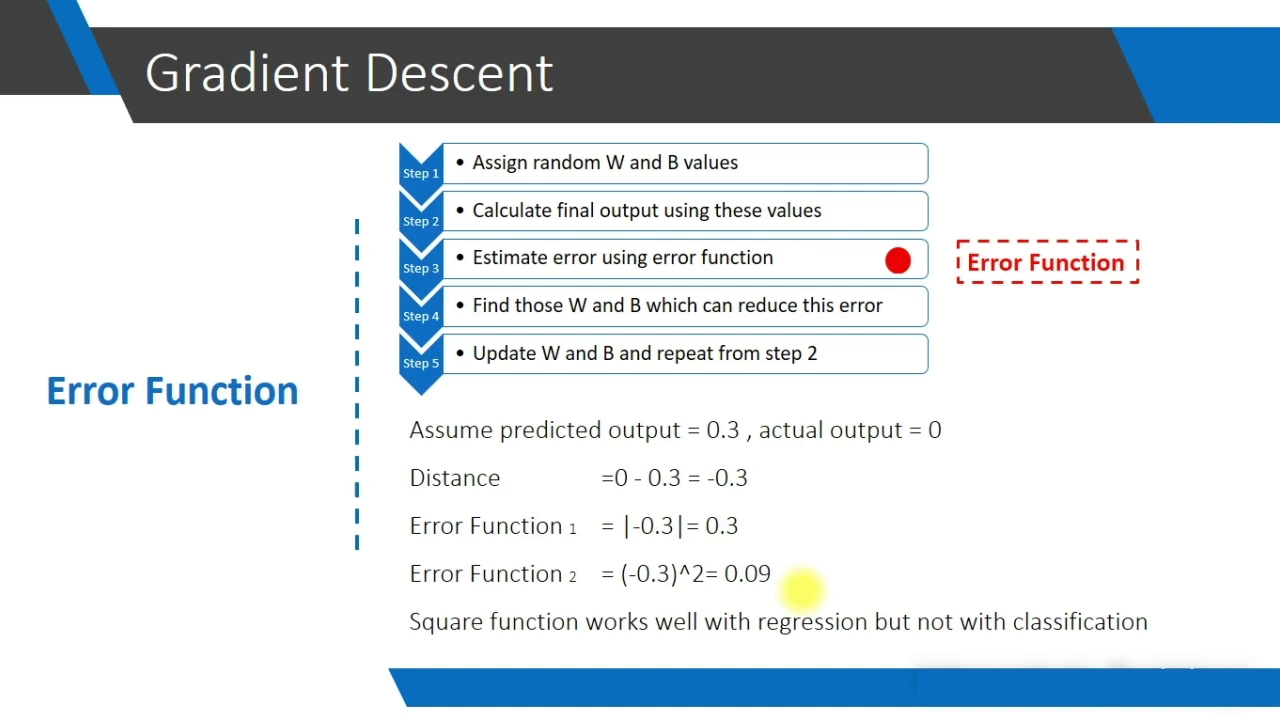 Gradient Descent
Step 1
• Assign random W and B values
Step 2
• Calculate final output using these values
Step 3
• Estimate error using error function
Error Function
Step 4
• Find those W and B which can reduce this error
Step 5
• Update W and B and repeat from step 2
Error Function
Assume predicted output = 0.3 , actual output = 0
Distance =0 - 0.3 = -0.3
Error Function 1 = |-0.3|= 0.3
Error Function 2 = (-0.3)^2= 0.09
Square function works well with regression but not with classification